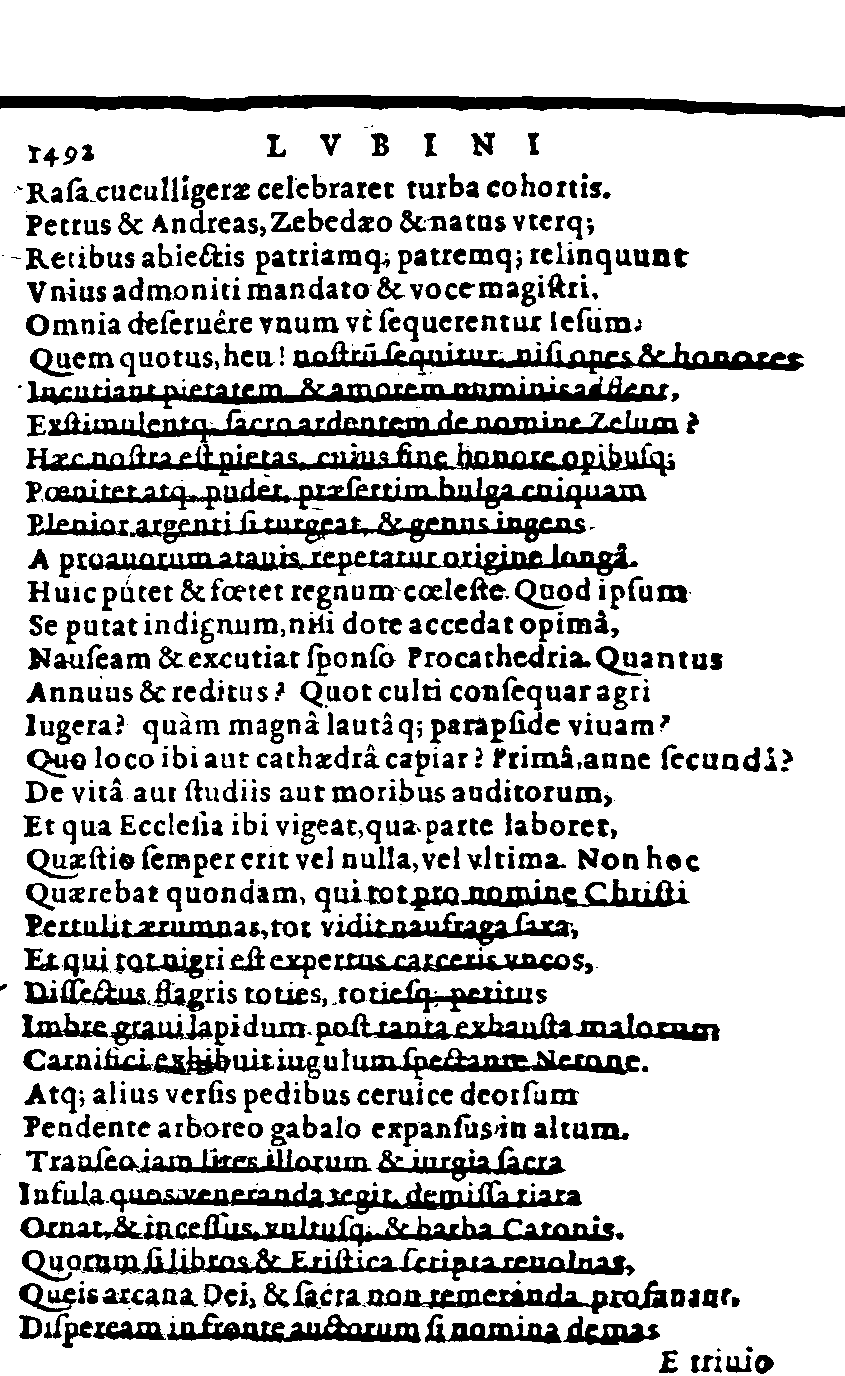 1492 LVBINI
Raſa cuculligeræ celebraret turba cohortis.
Petrus & Andreas, Zebedæo & natus vterq;
Retibus abiectis patriamq; patremq; relinquunt
Vnius admoniti mandato & voce magiſtri.
Omnia deſeruêre vnum vt ſequerentur Ieſum:
Quem quotus, heu! noſtrũ ſequitur, niſi opes & honores
Incutiant pietatem, & amorem numinis adflent,
Exſtimulentq; ſacro ardentem de nomine Zelum?
Hæc noſtra eſt pietas, cuius ſine honore opibuſq;
Pœnitet atq; pudet, præſertim bulga cuiquam
Plenior argenti ſi turgeat, & genus ingens
A proauorum atauis repetatur origine longâ.
Huic putet & fœtet regnum cœleſte. Quod ipſum
Se putat indignum, niſi dote accedat opimâ,
Nauſeam & excutiat ſponſo Procathedria. Quantus
Annuus & reditus? Quot culti conſequar agri
Iugera? quàm magnâ lautâq; parapſide viuam?
Quo loco ibi aut cathædrâ capiar? Primâ, anne ſecundâ?
De vitâ aut ſtudiis aut moribus auditorum,
Et qua Eccleſia ibi vigeat, qua parte laboret,
Quæſtio ſemper erit vel nulla, vel vltima. Non hoc
Quærebat quondam, qui tot pro nomine Chriſti
Pertulit ærumnas, tot vidit naufraga ſaxa,
Et qui tot nigri eſt expertus carceris vncos,
Diſſectus flagris toties, totieſq; petitus
Imbre graui lapidum poſt tanta exhauſta malorum
Carnifici exhibuit iugulum ſpectante Nerone.
Atq; alius verſis pedibus ceruice deorſum
Pendente arboreo gabalo expanſus in altum.
Tranſeo iam lites illorum & iurgia ſacra
Infula quos veneranda tegit, demiſſa tiara
Ornat, & inceſſus, vultuſq; & barba Catonis.
Quorum ſi libros & Eriſtica ſcripta reuoluas,
Queis arcana Dei, & ſacra non temeranda profanant.
Diſpeream in fronte auctorum ſi nomina demas
E triuio